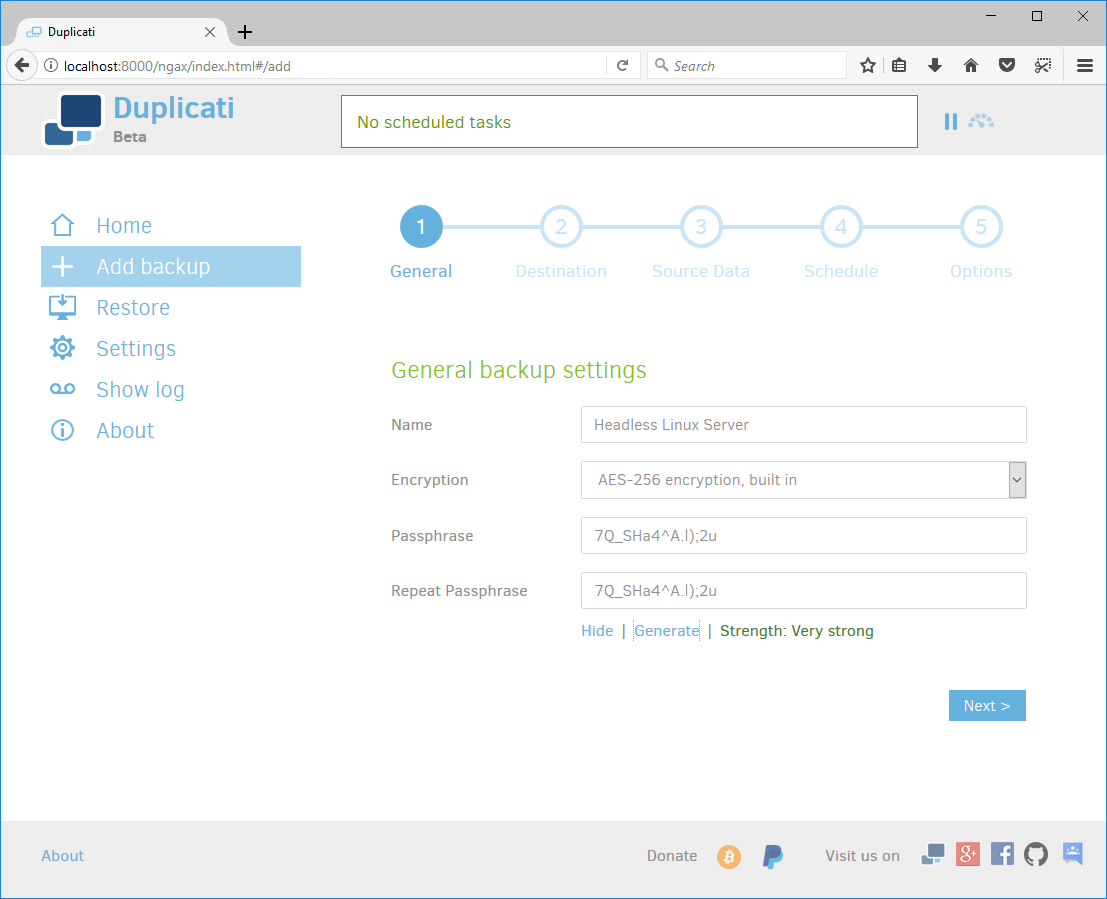 Duplicati
localhost:8000/ngax/index.html#/add
Search
Duplicati
Beta
No scheduled tasks
Home
Add backup
Restore
Settings
Show log
About
1
2
3
4
5
General
Destination
Source Data
Schedule
Options
General backup settings
Name
Headless Linux Server
Encryption
AES-256 encryption, built in
Passphrase
7Q_SHa4^A.l);2u
Repeat Passphrase
7Q_SHa4^A.l);2u
Hide | Generate | Strength: Very strong
Next >
About
Donate
Visit us on